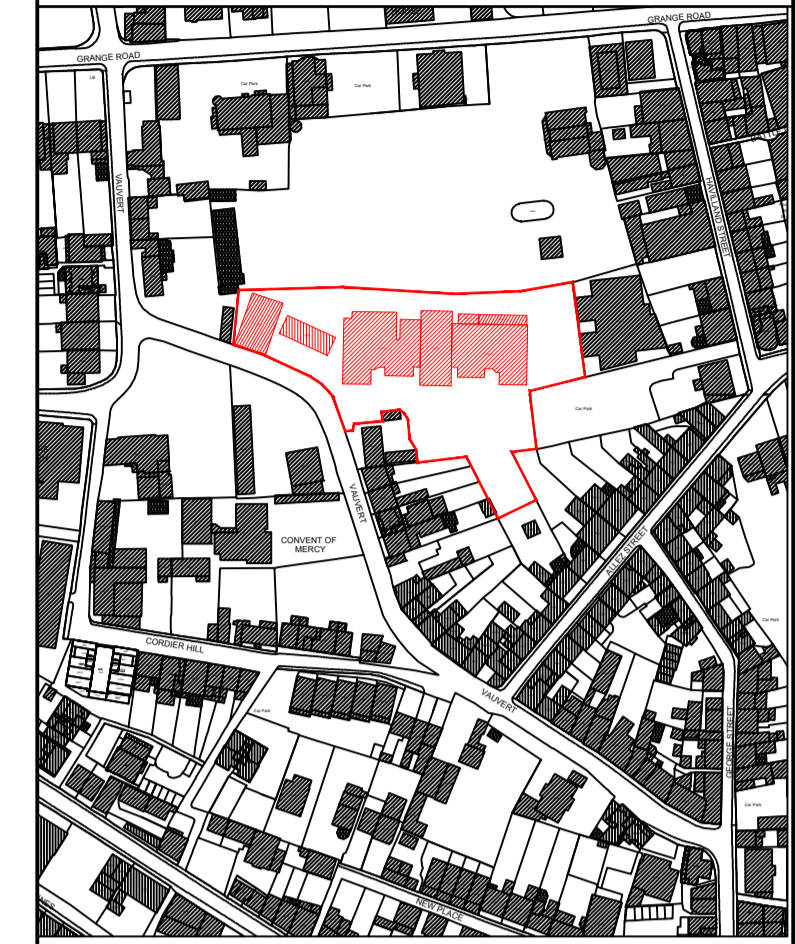 GRANGE ROAD
GRANGE ROAD
LB
Car Park
Car Park
VAUVERT
HAVILLAND STREET
Car Park
VAUVERT
CONVENT OF
MERCY
ALLEZ STREET
Car Park
CORDIER HILL
VAUVERT
Car Park
GEORGE STREET
Car Park
NEW PLACE